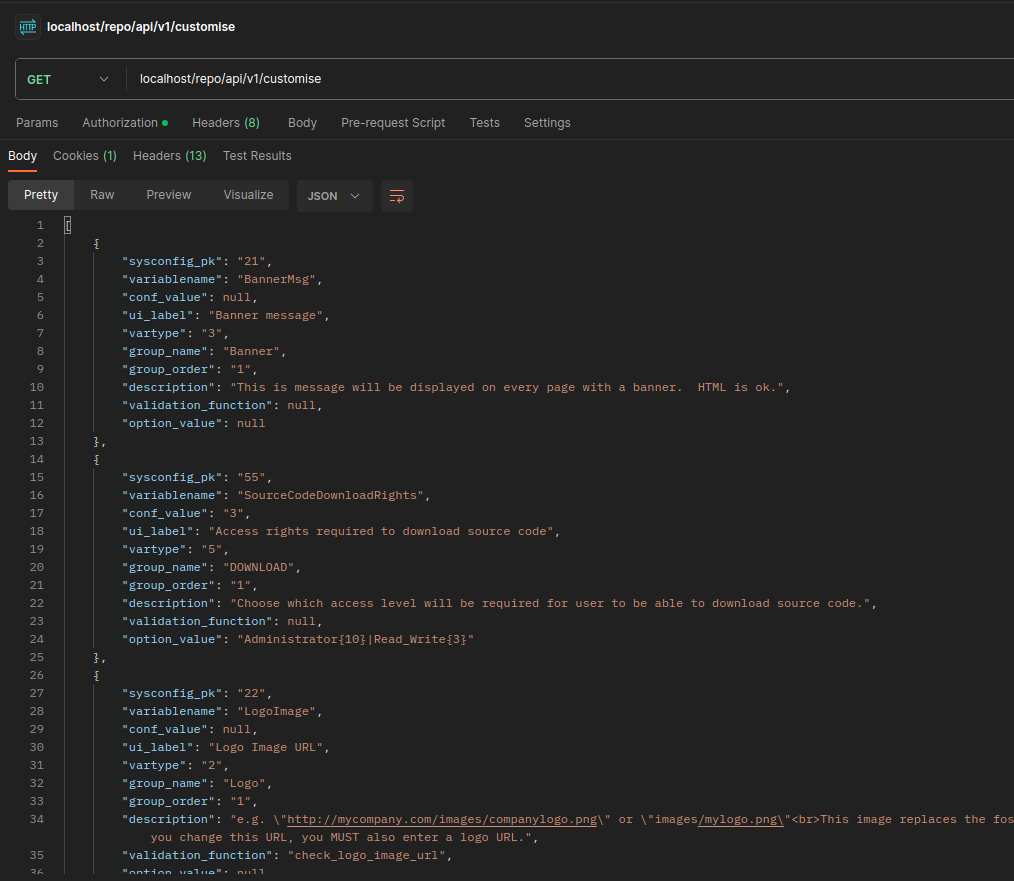 HTTP localhost/repo/api/v1/customise
GET localhost/repo/api/v1/customise
Params Authorization Headers (8) Body Pre-request Script Tests Settings
Body Cookies (1) Headers (13) Test Results
Pretty Raw Preview Visualize JSON
1 [
2 {
3 "sysconfig_pk": "21",
4 "variablename": "BannerMsg",
5 "conf_value": null,
6 "ui_label": "Banner message",
7 "vartype": "3",
8 "group_name": "Banner",
9 "group_order": "1",
10 "description": "This is message will be displayed on every page with a banner.  HTML is ok.",
11 "validation_function": null,
12 "option_value": null
13 },
14 {
15 "sysconfig_pk": "55",
16 "variablename": "SourceCodeDownloadRights",
17 "conf_value": "3",
18 "ui_label": "Access rights required to download source code",
19 "vartype": "5",
20 "group_name": "DOWNLOAD",
21 "group_order": "1",
22 "description": "Choose which access level will be required for user to be able to download source code.",
23 "validation_function": null,
24 "option_value": "Administrator{10}|Read_Write{3}"
25 },
26 {
27 "sysconfig_pk": "22",
28 "variablename": "LogoImage",
29 "conf_value": null,
30 "ui_label": "Logo Image URL",
31 "vartype": "2",
32 "group_name": "Logo",
33 "group_order": "1",
34 "description": "e.g. \"http://mycompany.com/images/companylogo.png\" or \"images/mylogo.png\"<br>This image replaces the fos
you change this URL, you MUST also enter a logo URL.",
35 "validation_function": "check_logo_image_url",
36 "option_value": null